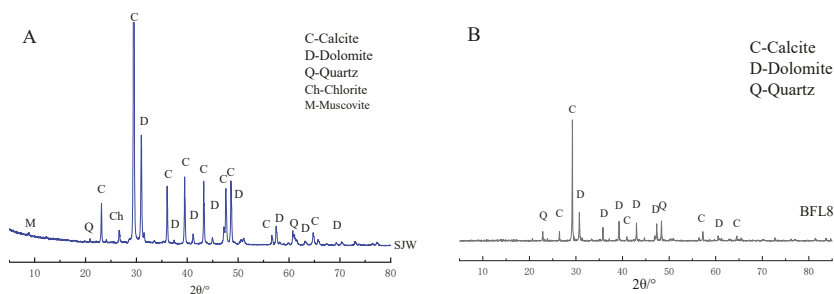 A
C-Calcite
D-Dolomite
Q-Quartz
Ch-Chlorite
M-Muscovite
C
D
C
C
C
C
C
C
M
Q
Ch
D
D
D
D
C
D
Q
D
C
D
SJW
10
20
30
40
50
60
70
80
2θ/°
B
C-Calcite
D-Dolomite
Q-Quartz
C
D
Q
C
D
D
C
D
D
Q
C
D
C
BFL8
10
20
30
40
50
60
70
80
2θ/°